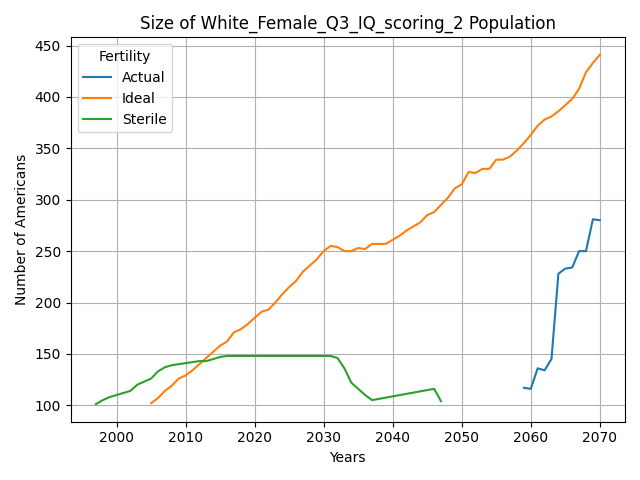 Size of White_Female_Q3_IQ_scoring_2 Population
Fertility
Actual
Ideal
Sterile
Number of Americans
450
400
350
300
250
200
150
100
2000 2010 2020 2030 2040 2050 2060 2070
Years